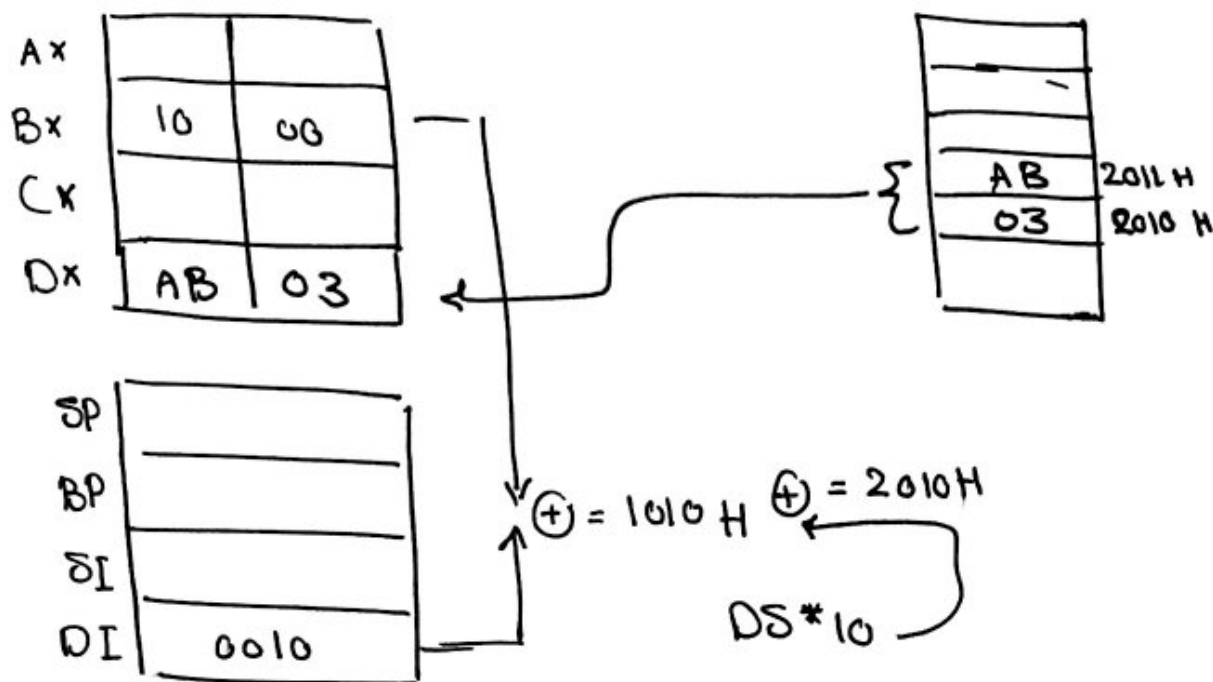 Ax
Bx 10 00
Cx
Dx AB 03
AB 2011 H
03 2010 H
SP
BP
SI
DI 0010
+ = 1010 H + = 2010H
DS*10